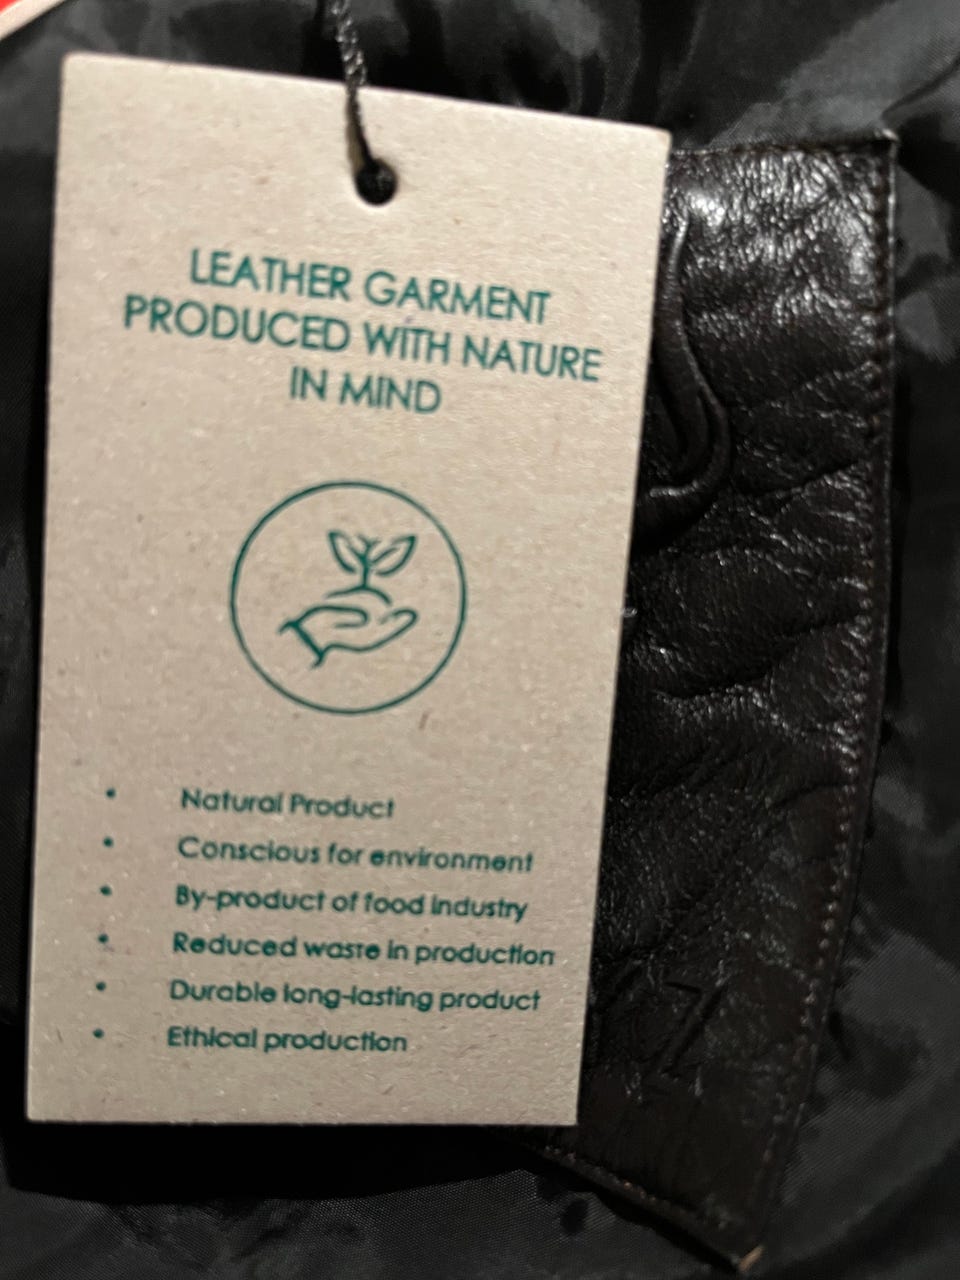 LEATHER GARMENT
PRODUCED WITH NATURE
IN MIND
• Natural Product
• Conscious for environment
• By-product of food industry
• Reduced waste in production
• Durable long-lasting product
• Ethical production